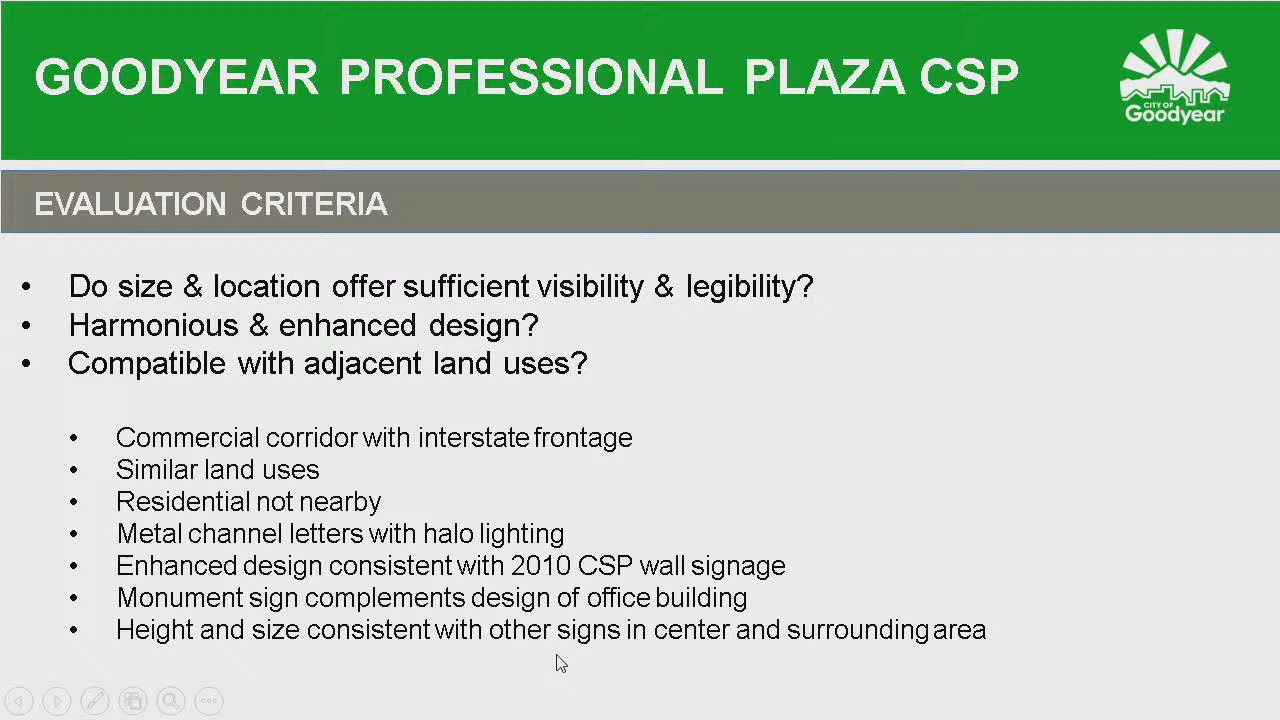 GOODYEAR PROFESSIONAL PLAZA CSP
CITY OF
Goodyear
EVALUATION CRITERIA
• Do size & location offer sufficient visibility & legibility?
• Harmonious & enhanced design?
• Compatible with adjacent land uses?
• Commercial corridor with interstate frontage
• Similar land uses
• Residential not nearby
• Metal channel letters with halo lighting
• Enhanced design consistent with 2010 CSP wall signage
• Monument sign complements design of office building
• Height and size consistent with other signs in center and surrounding area